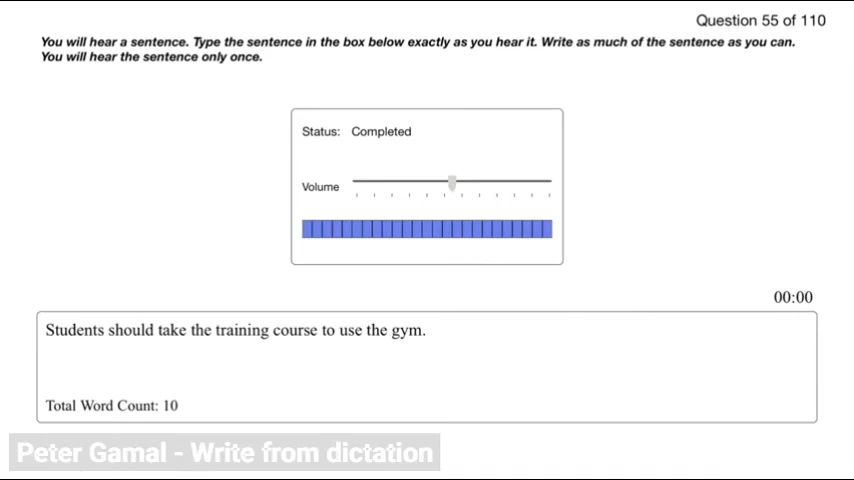 Question 55 of 110
You will hear a sentence. Type the sentence in the box below exactly as you hear it. Write as much of the sentence as you can.
You will hear the sentence only once.
Status: Completed
Volume
00:00
Students should take the training course to use the gym.
Total Word Count: 10
Peter Gamal - Write from dictation